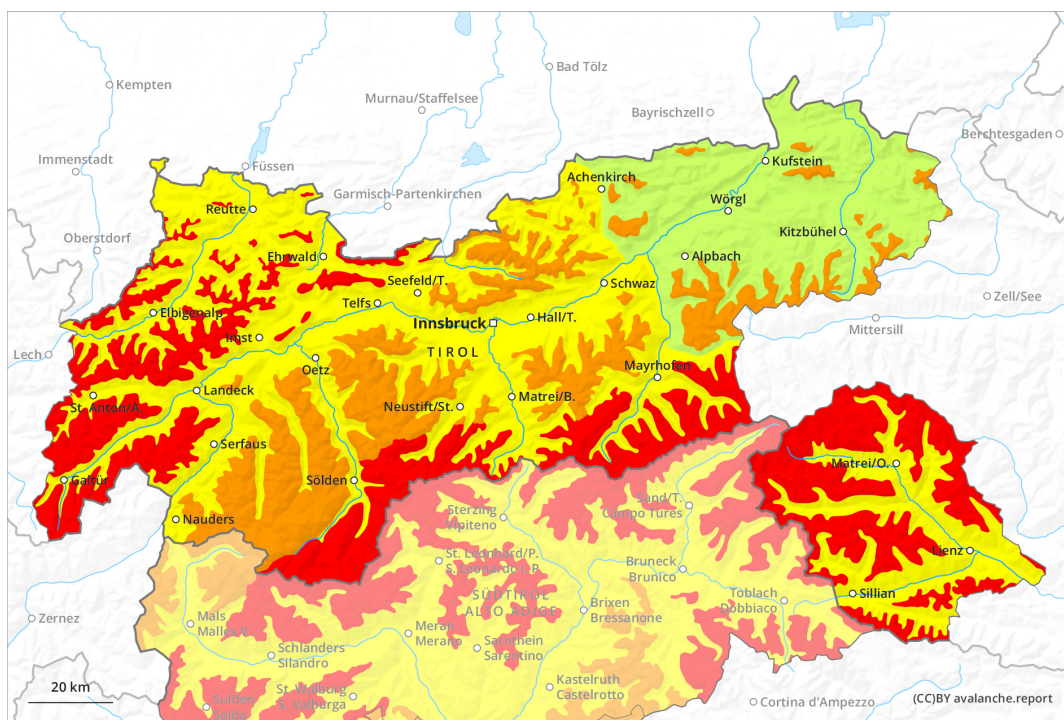 Kempten
Bad Tölz
Murnau/Staffelsee
Bayrischzell
Berchtesgaden
Immenstadt
Füssen
Kufstein
Garmisch-Partenkirchen
Achenkirch
Reutte
Wörgl
Oberstdorf
Kitzbühel
Ehrwald
Alpbach
Seefeld/T.
Schwaz
Zell/See
Telfs
Elbigenalp
Hall/T.
Innsbruck
Mittersill
Imst
TIROL
Lech
Oetz
Mayrhofen
Landeck
Matrei/B.
St. Anton/A.
Neustift/St.
Serfaus
Matrei/O.
Galtür
Sölden
Sand/T.
Campo Tures
Sterzing
Vipiteno
Nauders
Lienz
St. Leonhard/P.
S. Leonardo i. P.
Bruneck
Brunico
Sillian
SÜDTIROL
ALTO ADIGE
Toblach
Dobbiaco
Brixen
Bressanone
Zernez
Mals
Malles V.
Meran
Merano
Sarnthein
Sarentino
Schlanders
Silandro
Kastelruth
Castelrotto
20 km
St. Walburg
S. Valburga
Sulden
Solda
Cortina d'Ampezzo
(CC)BY avalanche.report